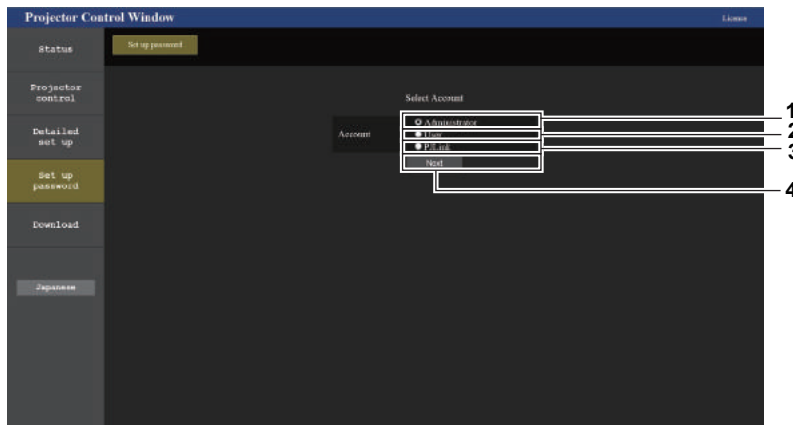 Projector Control Window
License
Status
Set up password
Projector
control
Select Account
Account
Administrator
User
PJLink
Next
Detailed
set up
Set up
password
Download
Japanese
1
2
3
4